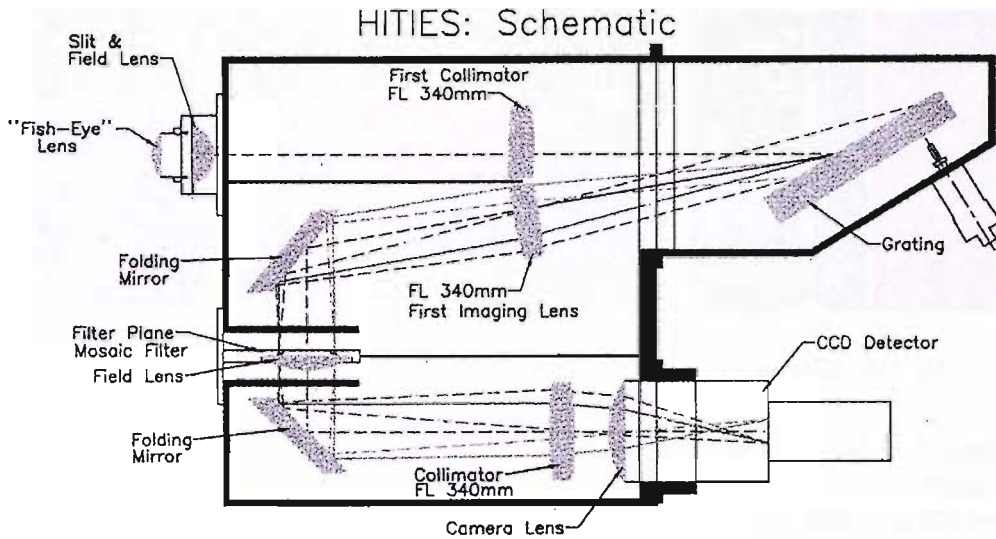 HITIES: Schematic
Slit &
Field Lens
"Fish-Eye"
Lens
First Collimator
FL 340mm
Folding
Mirror
FL 340mm
First Imaging Lens
Grating
Filter Plane
Mosaic Filter
Field Lens
CCD Detector
Folding
Mirror
Collimator
FL 340mm
Camera Lens